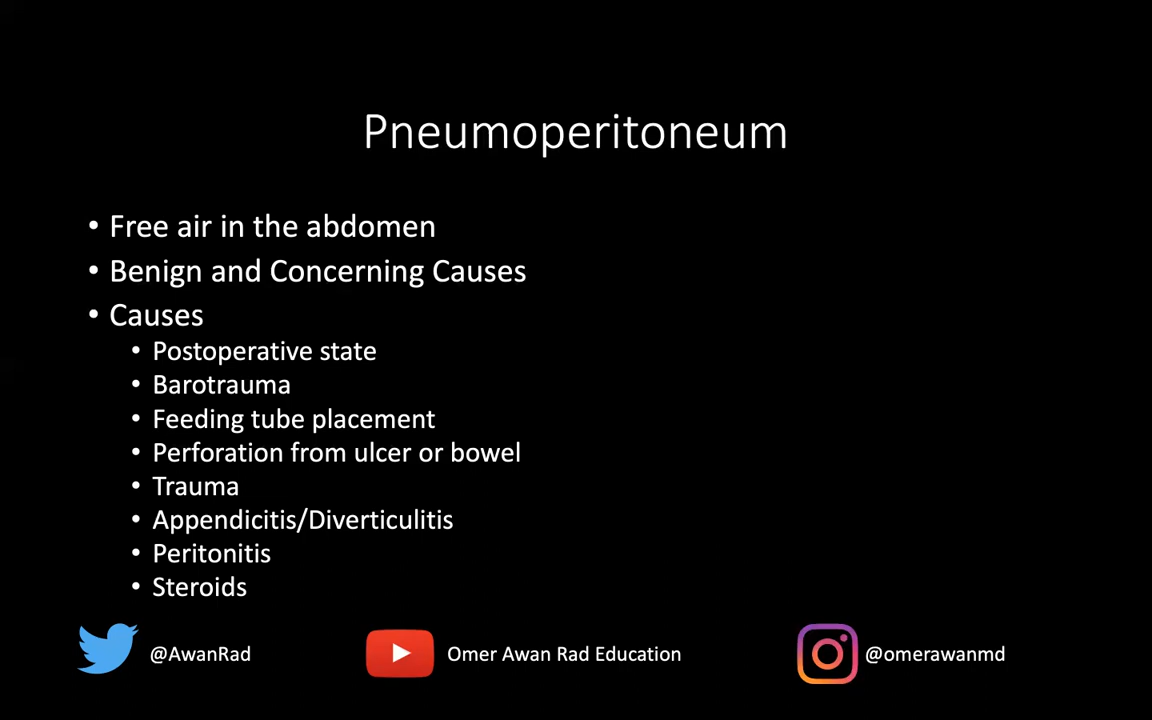 Pneumoperitoneum
• Free air in the abdomen
• Benign and Concerning Causes
• Causes
• Postoperative state
• Barotrauma
• Feeding tube placement
• Perforation from ulcer or bowel
• Trauma
• Appendicitis/Diverticulitis
• Peritonitis
• Steroids
@AwanRad
Omer Awan Rad Education
@omerawanmd